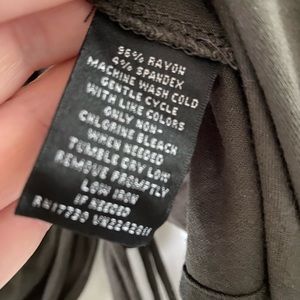 96% RAYON
4% SPANDEX
MACHINE WASH COLD
GENTLE CYCLE
WITH LIKE COLORS
ONLY NON-
CHLORINE BLEACH
WHEN NEEDED
TUMBLE DRY LOW
REMOVE PROMPTLY
LOW IRON
IF NEEDED